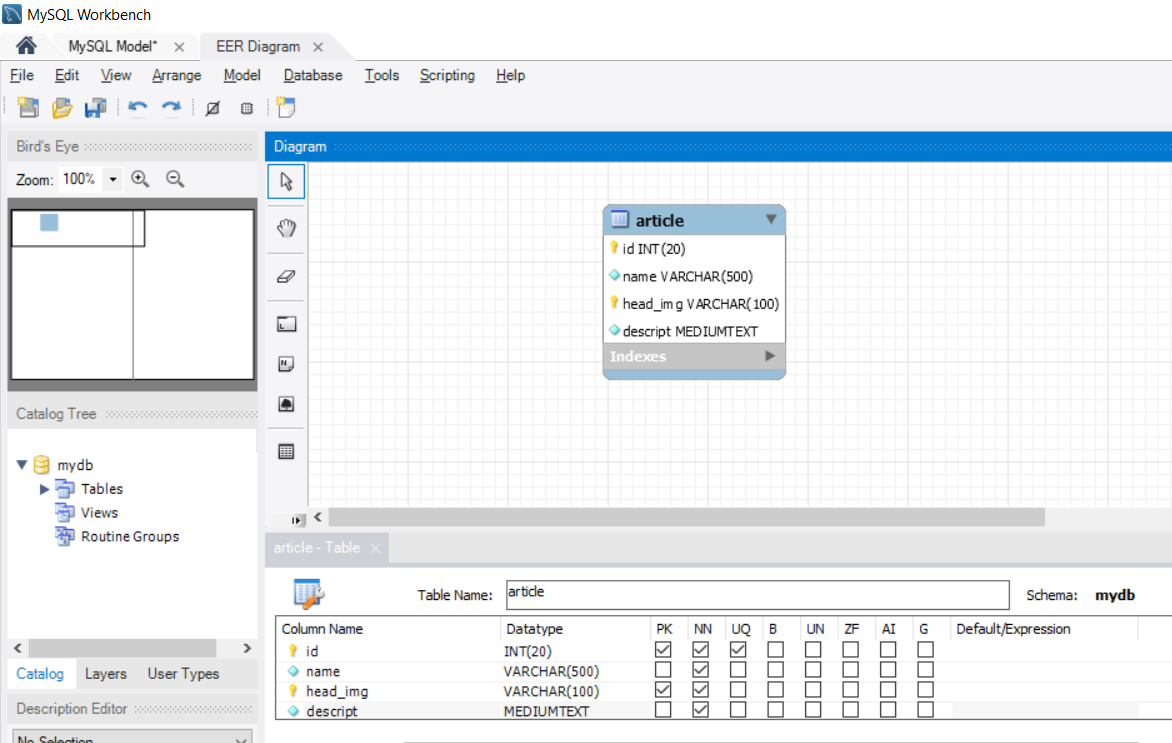 MySQL Workbench
MySQL Model* EER Diagram
File Edit View Arrange Model Database Tools Scripting Help
Bird's Eye
Zoom: 100%
Diagram
article
id INT(20)
name VARCHAR(500)
head_img VARCHAR(100)
descript MEDIUMTEXT
Indexes
Catalog Tree
mydb
Tables
Views
Routine Groups
Catalog Layers User Types
Description Editor
No Selection
article - Table
Table Name: article Schema: mydb
Column Name Datatype PK NN UQ B UN ZF AI G Default/Expression
id INT(20)
name VARCHAR(500)
head_img VARCHAR(100)
descript MEDIUMTEXT